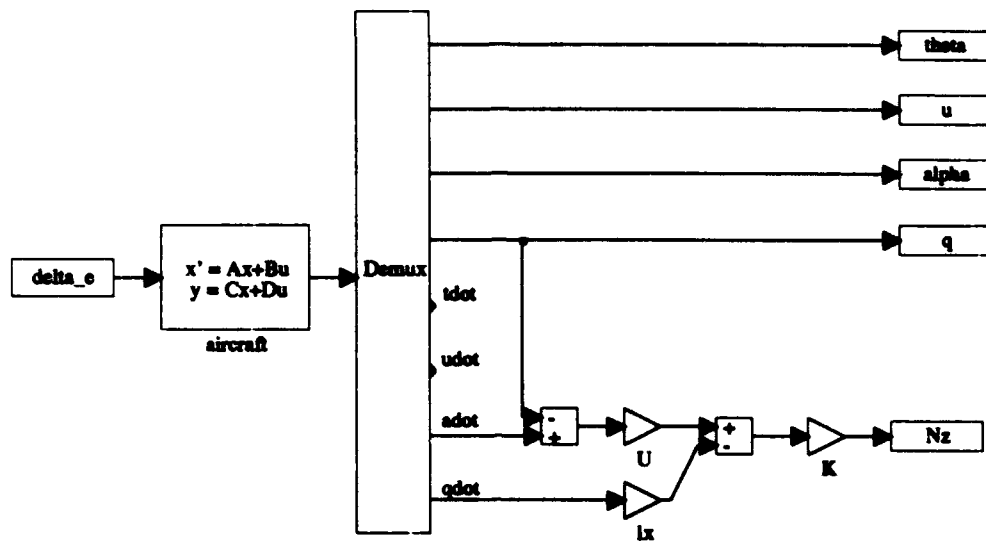 theta
u
alpha
q
delta_e
x' = Ax+Bu
y = Cx+Du
aircraft
Demux
tdot
udot
adot
qdot
-
+
U
lx
+
-
K
Nz